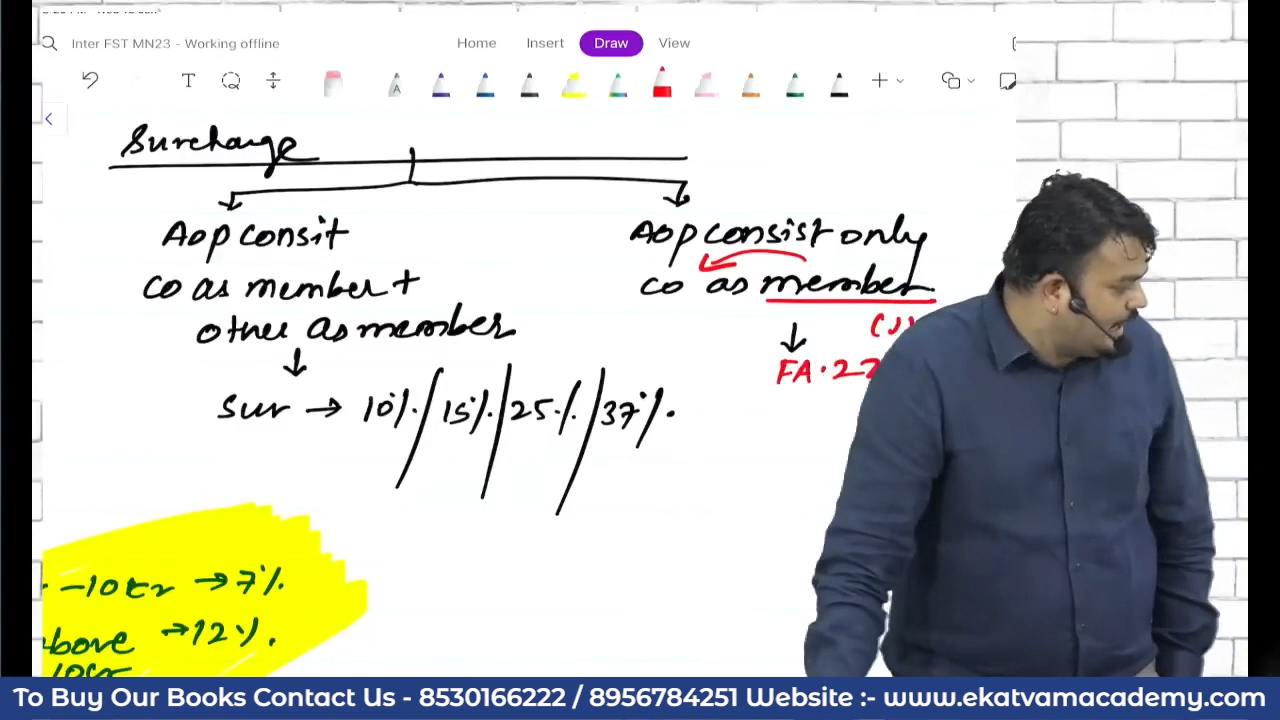 Inter FST MN23 - Working offline
Home Insert Draw View
T
A
Surcharge
Aop consit
co as member +
other as member
Sur → 10% / 15% / 25% / 37%.
Aop consist only
co as member
FA.22
-10cr → 7%.
above → 12%.
10cr
To Buy Our Books Contact Us - 8530166222 / 8956784251 Website :- www.ekatvamacademy.com